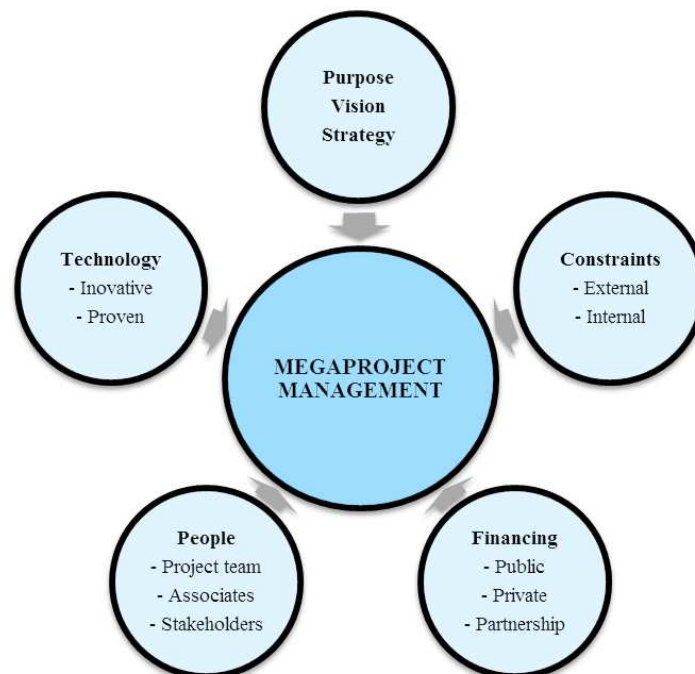 Purpose
Vision
Strategy
Technology
- Inovative
- Proven
Constraints
- External
- Internal
MEGAPROJECT
MANAGEMENT
People
- Project team
- Associates
- Stakeholders
Financing
- Public
- Private
- Partnership